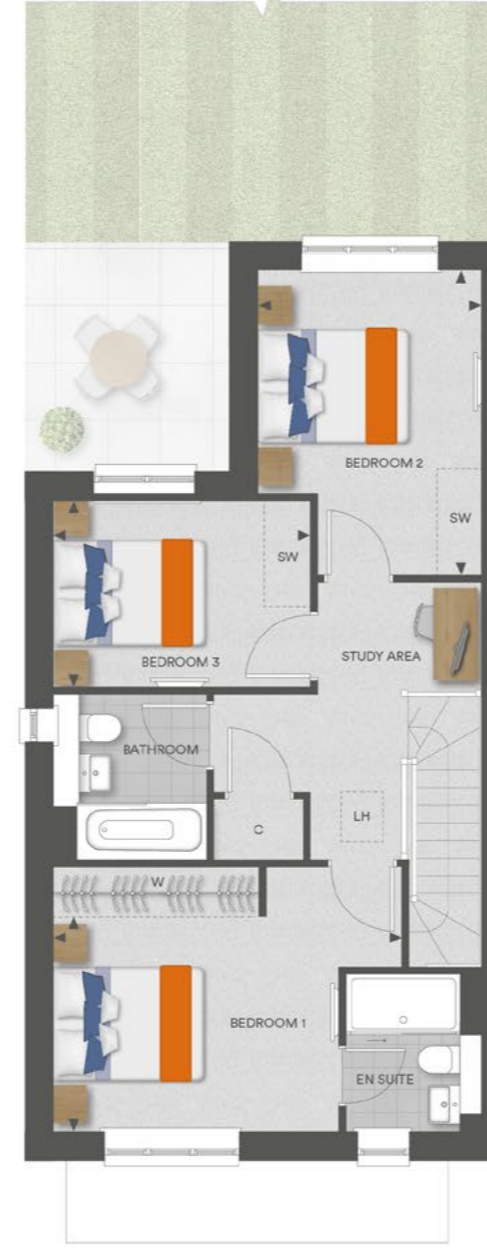 BEDROOM 2
SW
SW
BEDROOM 3
STUDY AREA
BATHROOM
C
LH
W
BEDROOM 1
EN SUITE